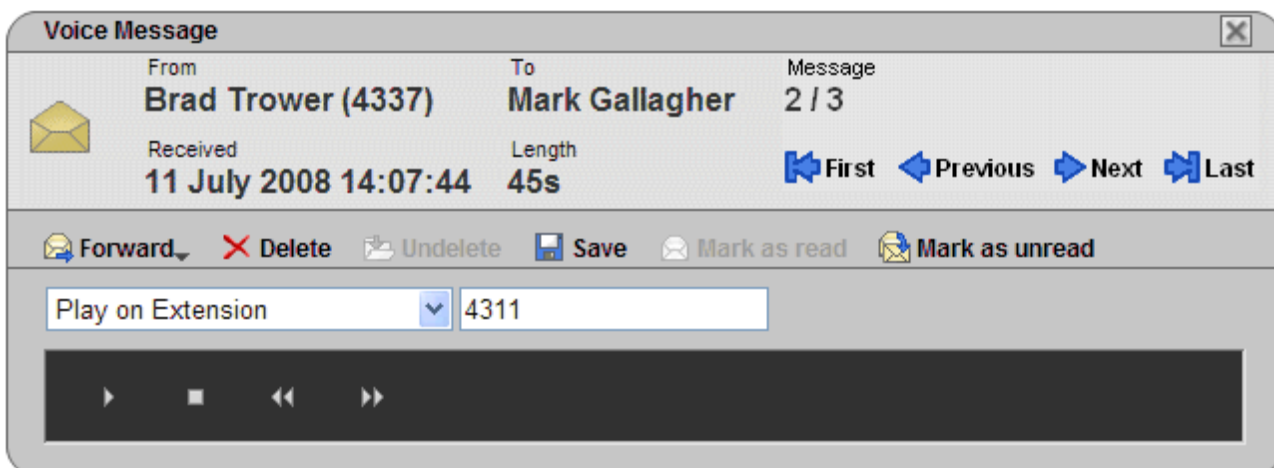 Voice Message
From To Message
Brad Trower (4337) Mark Gallagher 2 / 3
Received Length
11 July 2008 14:07:44 45s First Previous Next Last
Forward Delete Undelete Save Mark as read Mark as unread
Play on Extension 4311